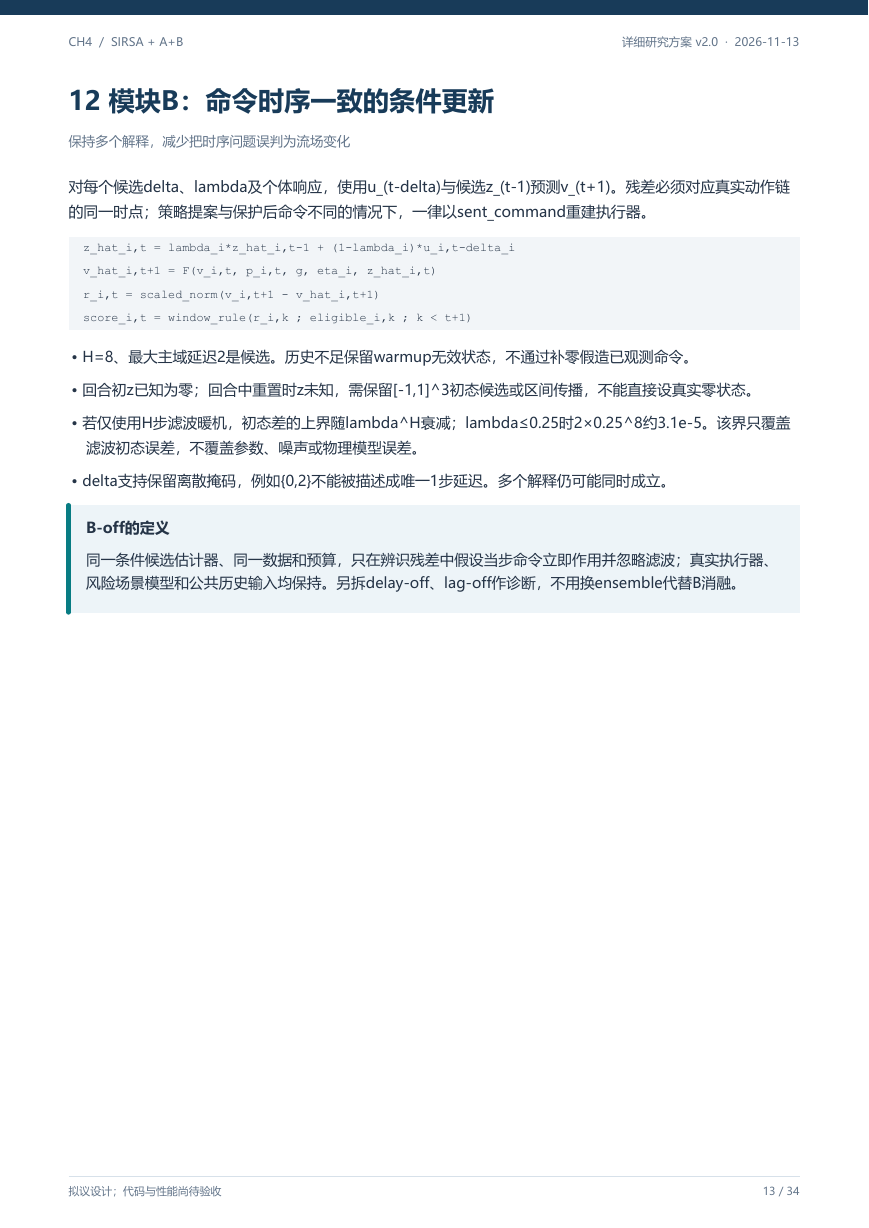 CH4 / SIRSA + A+B
详细研究方案 v2.0 · 2026-11-13
12 模块B：命令时序一致的条件更新
保持多个解释，减少把时序问题误判为流场变化
对每个候选delta、lambda及个体响应，使用u_(t-delta)与候选z_(t-1)预测v_(t+1)。残差必须对应真实动作链
的同一时点；策略提案与保护后命令不同的情况下，一律以sent_command重建执行器。
z_hat_i,t = lambda_i*z_hat_i,t-1 + (1-lambda_i)*u_i,t-delta_i
v_hat_i,t+1 = F(v_i,t, p_i,t, g, eta_i, z_hat_i,t)
r_i,t = scaled_norm(v_i,t+1 - v_hat_i,t+1)
score_i,t = window_rule(r_i,k ; eligible_i,k ; k < t+1)
• H=8、最大主域延迟2是候选。历史不足保留warmup无效状态，不通过补零假造已观测命令。
• 回合初z已知为零；回合中重置时z未知，需保留[-1,1]^3初态候选或区间传播，不能直接设真实零状态。
• 若仅使用H步滤波暖机，初态差的上界随lambda^H衰减；lambda≤0.25时2×0.25^8约3.1e-5。该界只覆盖
滤波初态误差，不覆盖参数、噪声或物理模型误差。
• delta支持保留离散掩码，例如{0,2}不能被描述成唯一1步延迟。多个解释仍可能同时成立。
B-off的定义
同一条件候选估计器、同一数据和预算，只在辨识残差中假设当步命令立即作用并忽略滤波；真实执行器、
风险场景模型和公共历史输入均保持。另拆delay-off、lag-off作诊断，不用换ensemble代替B消融。
拟议设计；代码与性能尚待验收
13 / 34